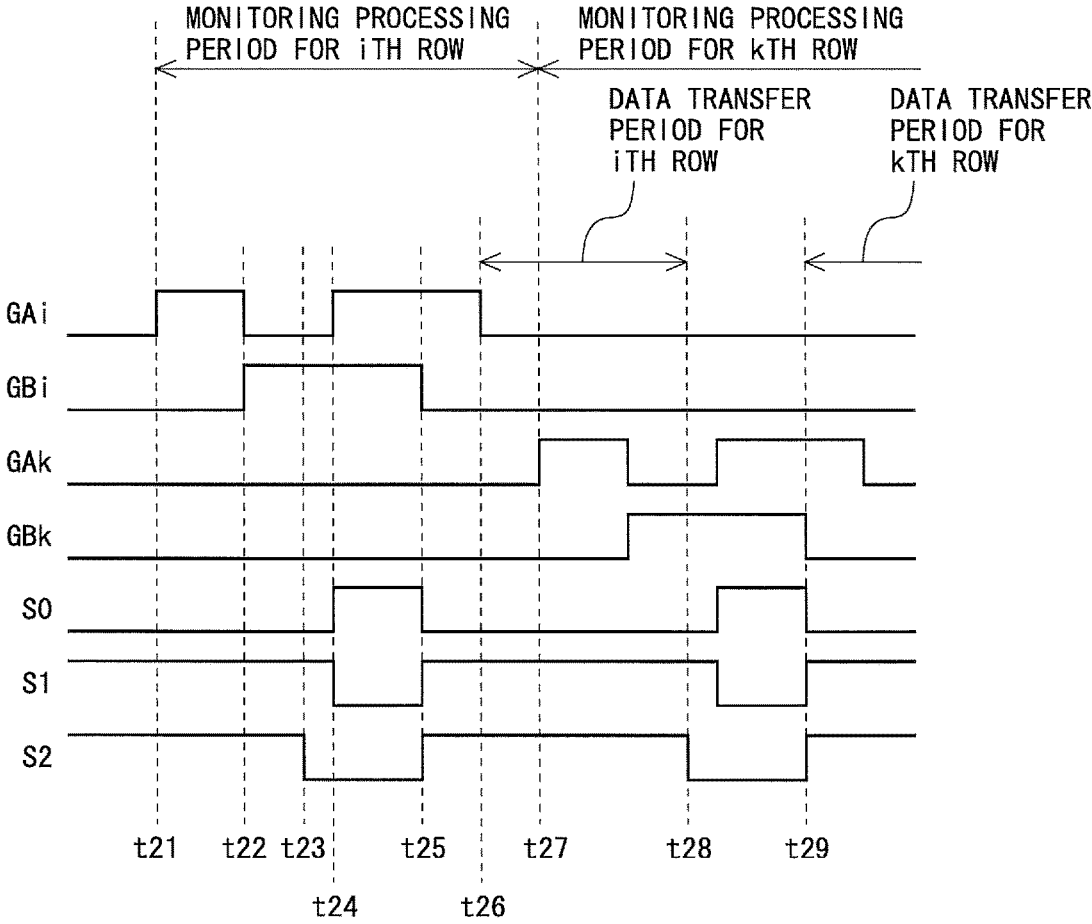 MONITORING PROCESSING
PERIOD FOR iTH ROW
MONITORING PROCESSING
PERIOD FOR kTH ROW
DATA TRANSFER
PERIOD FOR
iTH ROW
DATA TRANSFER
PERIOD FOR
kTH ROW
GAi
GBi
GAk
GBk
S0
S1
S2
t21
t22
t23
t25
t27
t28
t29
t24
t26